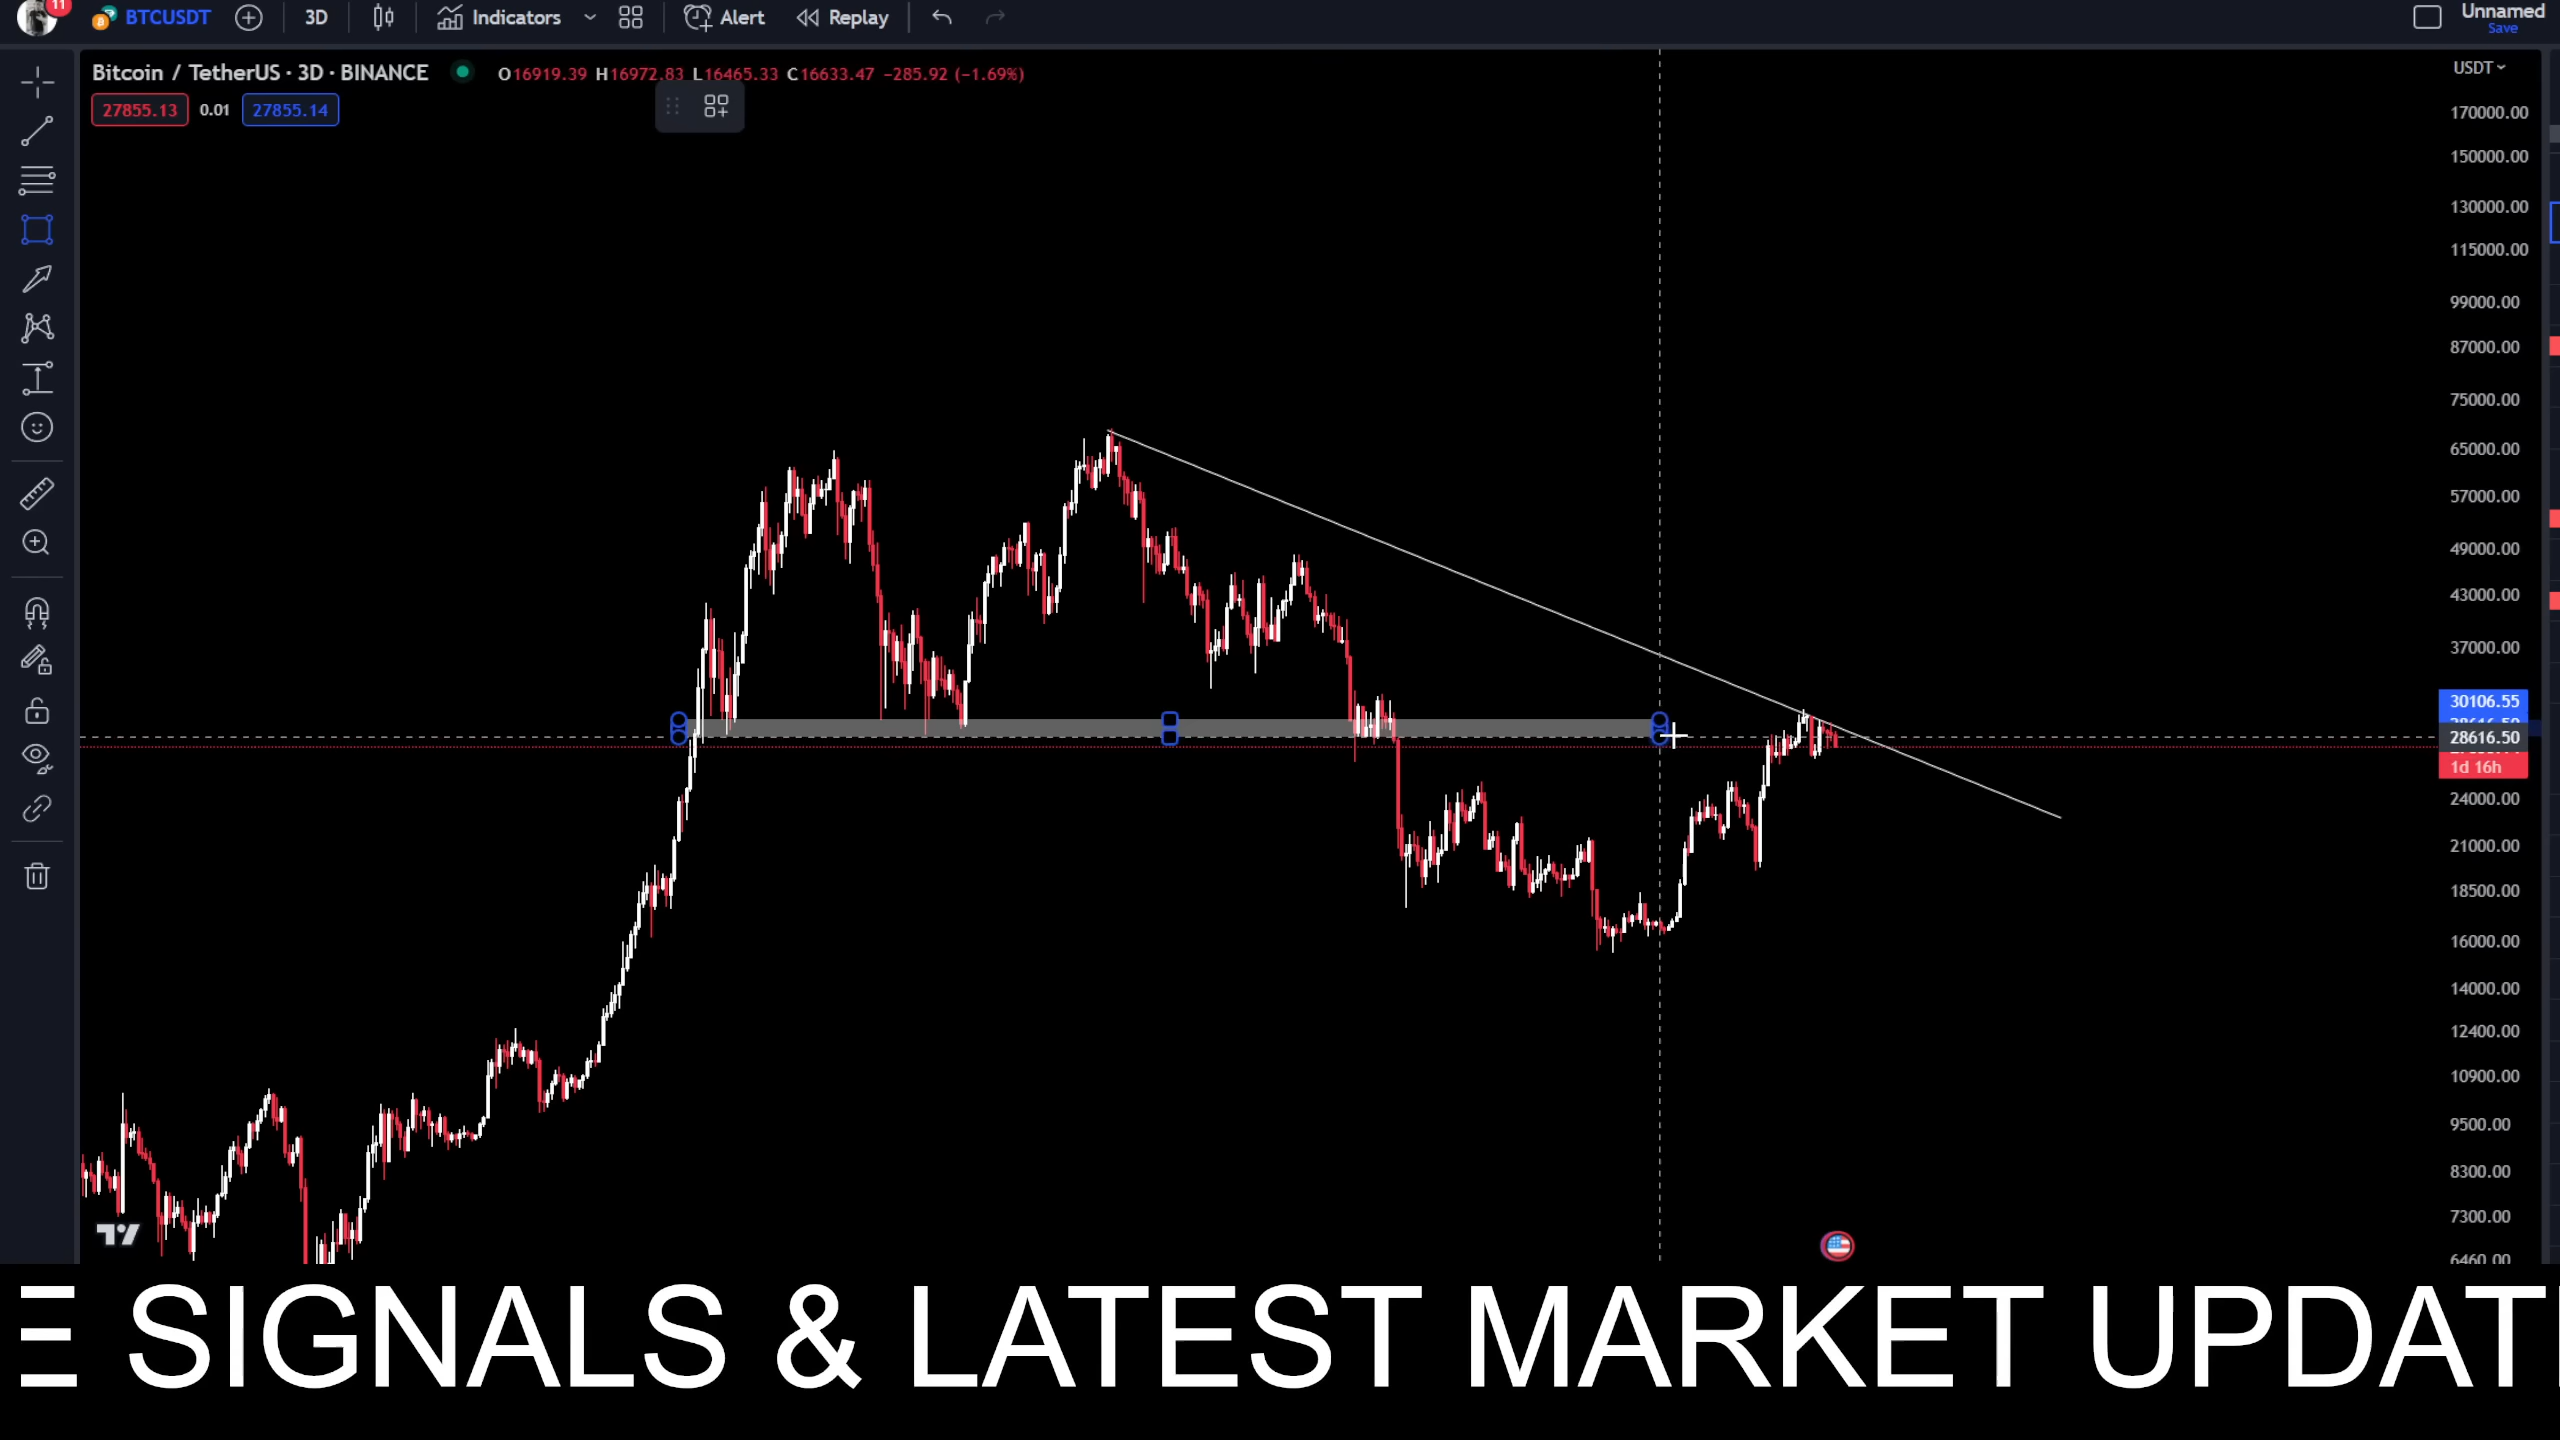 11
BTCUSDT
3D
Indicators
Alert
Replay
Unnamed
Save
Bitcoin / TetherUS · 3D · BINANCE
O16919.39 H16972.83 L16465.33 C16633.47 −285.92 (−1.69%)
27855.13 0.01 27855.14
USDT
170000.00
150000.00
130000.00
115000.00
99000.00
87000.00
75000.00
65000.00
57000.00
49000.00
43000.00
37000.00
30106.55
28616.50
1d 16h
24000.00
21000.00
18500.00
16000.00
14000.00
12400.00
10900.00
9500.00
8300.00
7300.00
6460.00
E SIGNALS & LATEST MARKET UPDAT